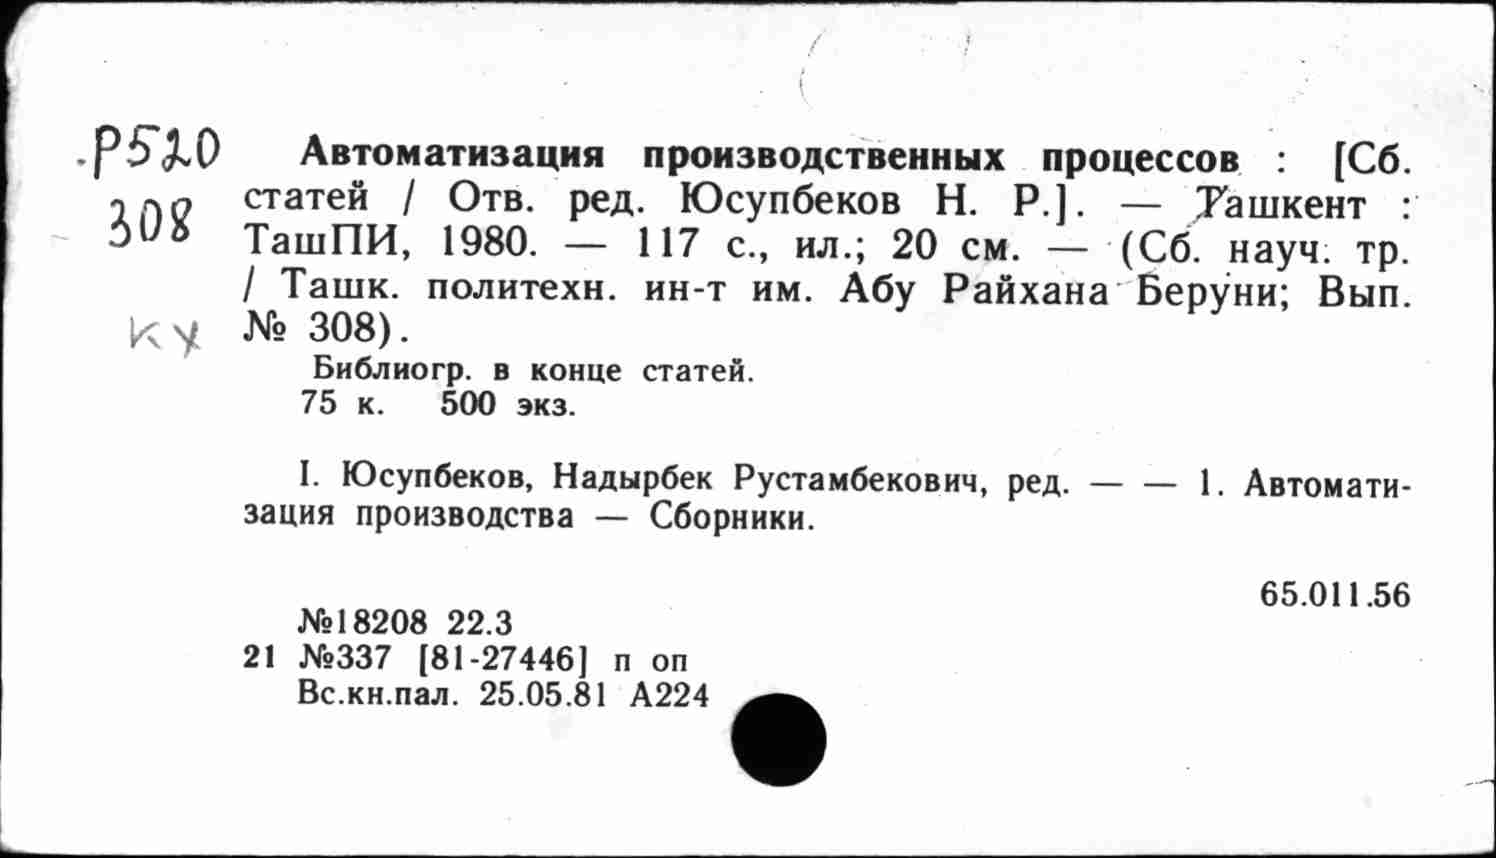 Р520
308
КХ
Автоматизация производственных процессов : [Сб.
статей / Отв. ред. Юсупбеков Н. Р.]. — Ташкент :
ТашПИ, 1980. — 117 с., ил.; 20 см. — (Сб. науч. тр.
/ Ташк. политехн. ин-т им. Абу Райхана Беруни; Вып.
№ 308).
Библиогр. в конце статей.
75 к. 500 экз.
I. Юсупбеков, Надырбек Рустамбекович, ред. — — 1. Автомати-
зация производства — Сборники.
65.011.56
№18208 22.3
21 №337 [81-27446] п оп
Вс.кн.пал. 25.05.81 А224